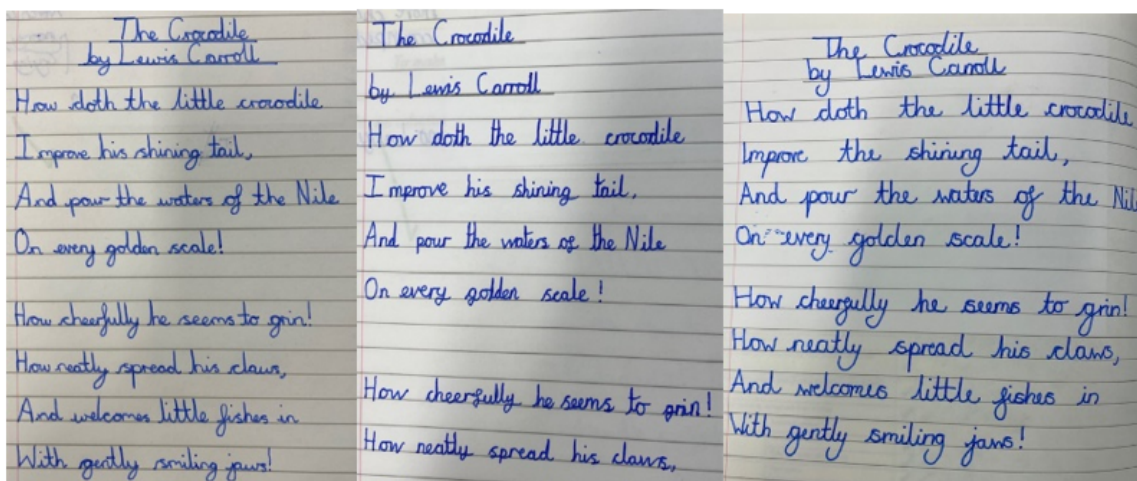 The Crocodile
by Lewis Carroll
How doth the little crocodile
Improve his shining tail,
And pour the waters of the Nile
On every golden scale!
How cheerfully he seems to grin!
How neatly spread his claws,
And welcomes little fishes in
With gently smiling jaws!
The Crocodile
by Lewis Carroll
How doth the little crocodile
Improve his shining tail,
And pour the waters of the Nile
On every golden scale!
How cheerfully he seems to grin!
How neatly spread his claws,
The Crocodile
by Lewis Carroll
How doth the little crocodile
Improve the shining tail,
And pour the waters of the Nil
On every golden scale!
How cheerfully he seems to grin!
How neatly spread his claws,
And welcomes little fishes in
With gently smiling jaws!